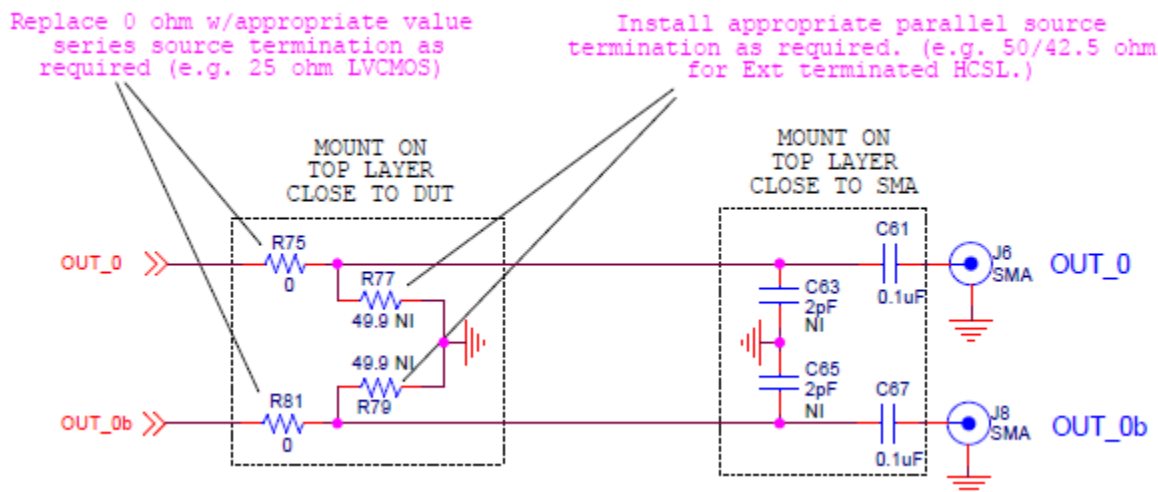 Replace 0 ohm w/appropriate value
series source termination as
required (e.g. 25 ohm LVCMOS)
Install appropriate parallel source
termination as required. (e.g. 50/42.5 ohm
for Ext terminated HCSL.)
MOUNT ON
TOP LAYER
CLOSE TO DUT
MOUNT ON
TOP LAYER
CLOSE TO SMA
OUT_0
R75
0
R77
49.9 NI
49.9 NI
R79
OUT_0b
R81
0
C63
2pF
NI
C65
2pF
NI
C61
0.1uF
J6
SMA
OUT_0
C67
0.1uF
J8
SMA
OUT_0b